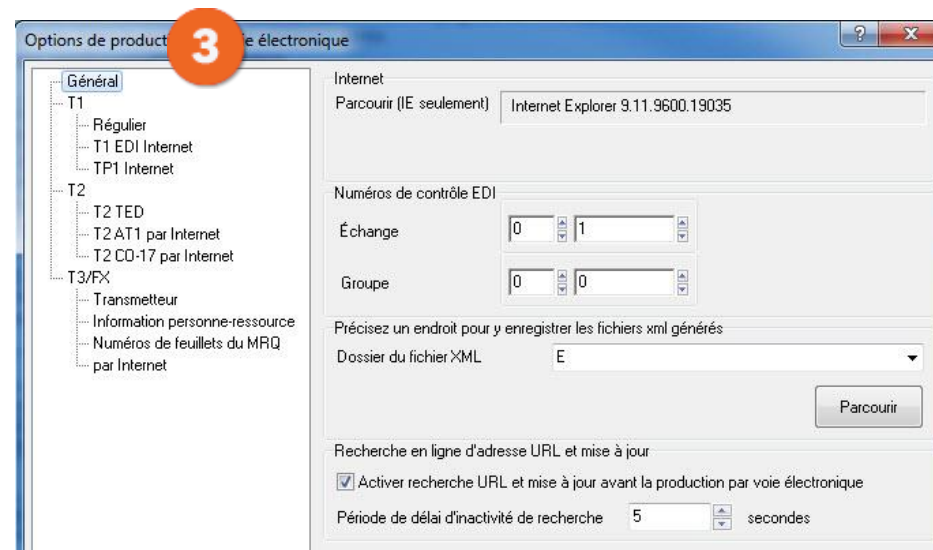 Options de product 3 ie électronique
Général
T1
Régulier
T1 EDI Internet
TP1 Internet
T2
T2 TED
T2 AT1 par Internet
T2 CO-17 par Internet
T3/FX
Transmetteur
Information personne-ressource
Numéros de feuillets du MRQ
par Internet
Internet
Parcourir (IE seulement) Internet Explorer 9.11.9600.19035
Numéros de contrôle EDI
Échange 0 1
Groupe 0 0
Précisez un endroit pour y enregistrer les fichiers xml générés
Dossier du fichier XML E
Parcourir
Recherche en ligne d'adresse URL et mise à jour
Activer recherche URL et mise à jour avant la production par voie électronique
Période de délai d'inactivité de recherche 5 secondes